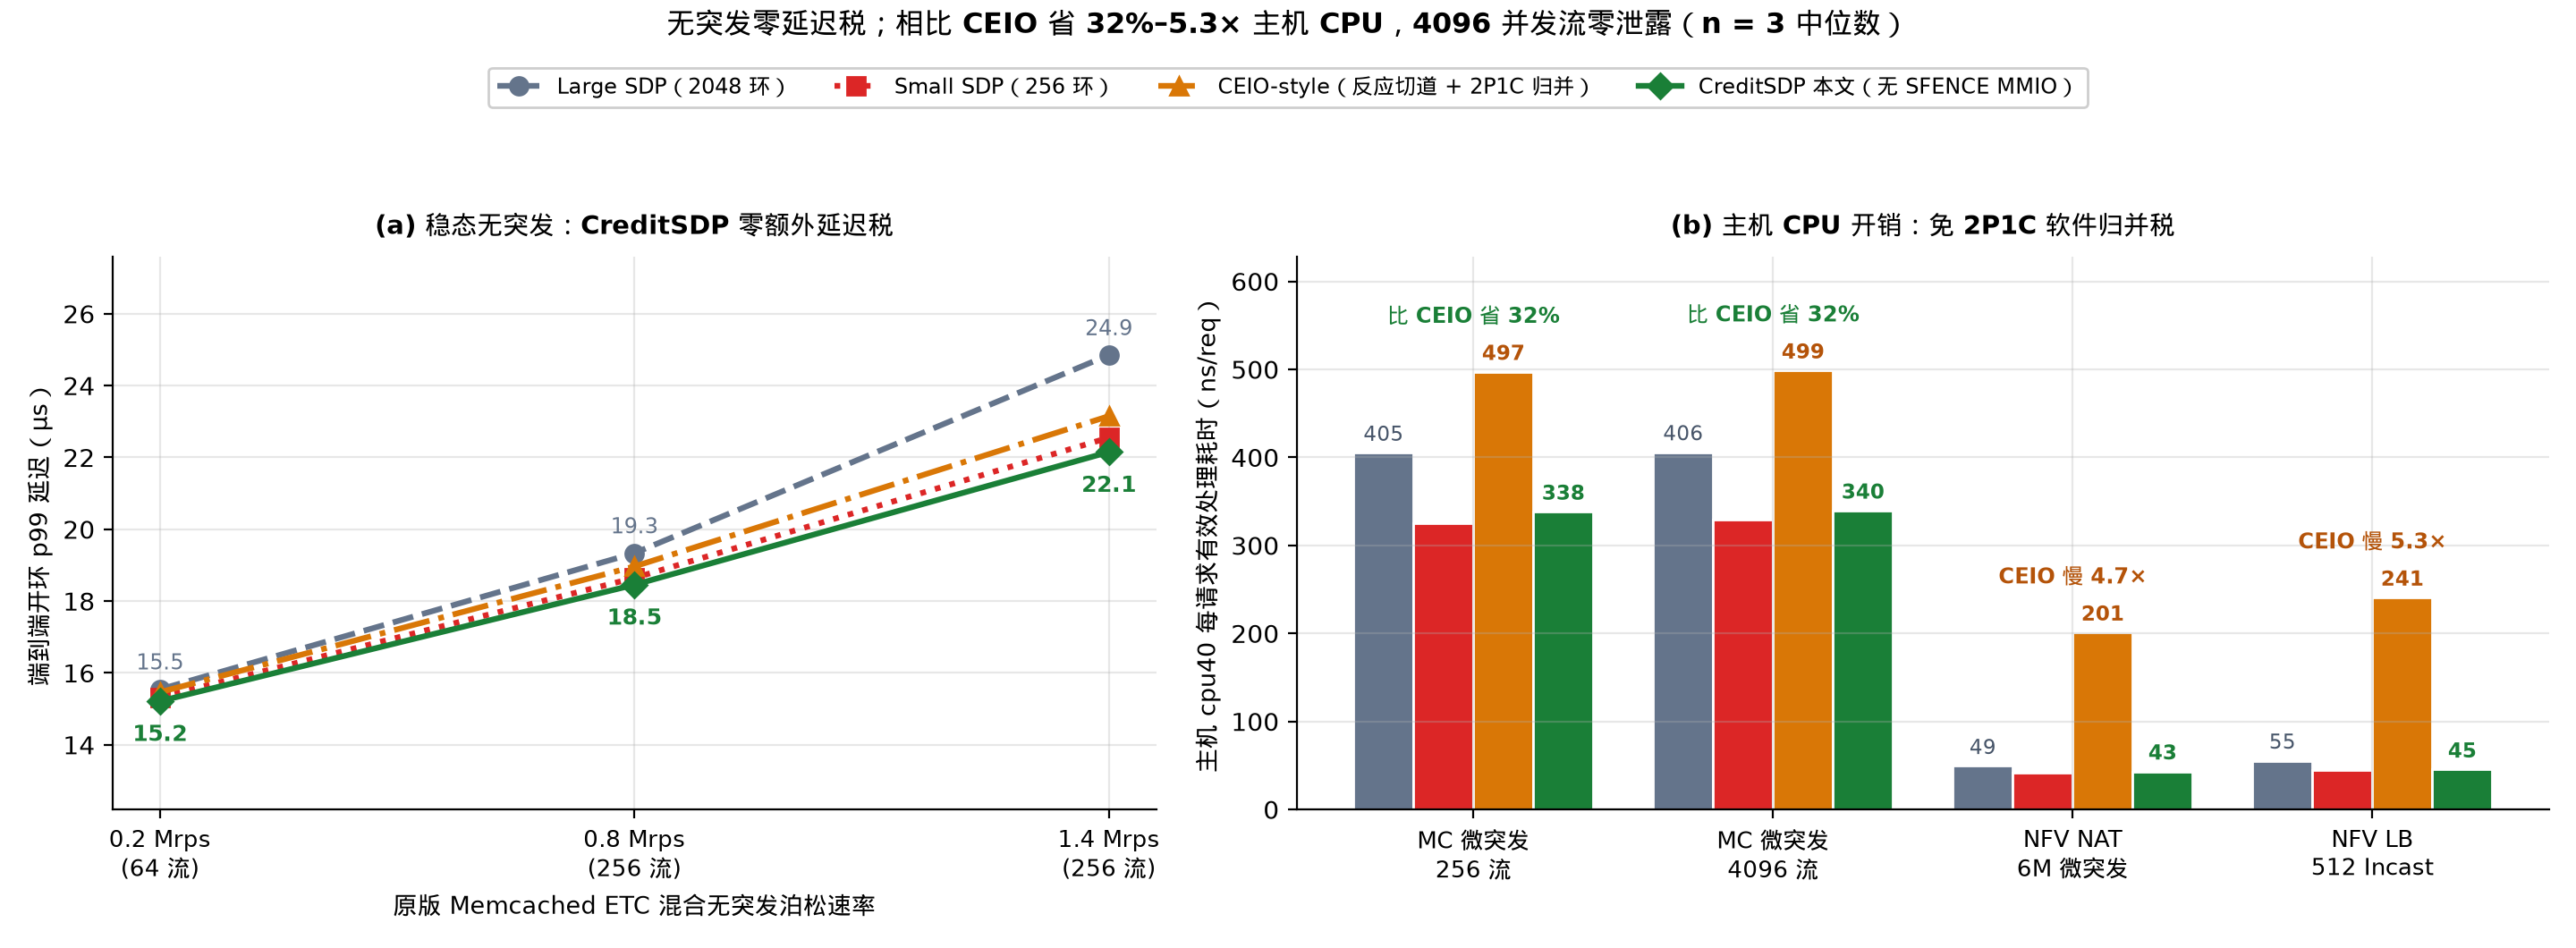 无突发零延迟税；相比 CEIO 省 32%–5.3× 主机 CPU，4096 并发流零泄露（n = 3 中位数）
Large SDP（2048 环）
Small SDP（256 环）
CEIO-style（反应切道 + 2P1C 归并）
CreditSDP 本文（无 SFENCE MMIO）
(a) 稳态无突发：CreditSDP 零额外延迟税
端到端开环 p99 延迟（μs）
26
24
22
20
18
16
14
15.5
15.2
19.3
18.5
24.9
22.1
0.2 Mrps
(64 流)
0.8 Mrps
(256 流)
1.4 Mrps
(256 流)
原版 Memcached ETC 混合无突发泊松速率
(b) 主机 CPU 开销：免 2P1C 软件归并税
主机 cpu40 每请求有效处理耗时（ns/req）
600
500
400
300
200
100
0
比 CEIO 省 32%
405
497
338
比 CEIO 省 32%
406
499
340
CEIO 慢 4.7×
49
201
43
CEIO 慢 5.3×
55
241
45
MC 微突发
256 流
MC 微突发
4096 流
NFV NAT
6M 微突发
NFV LB
512 Incast